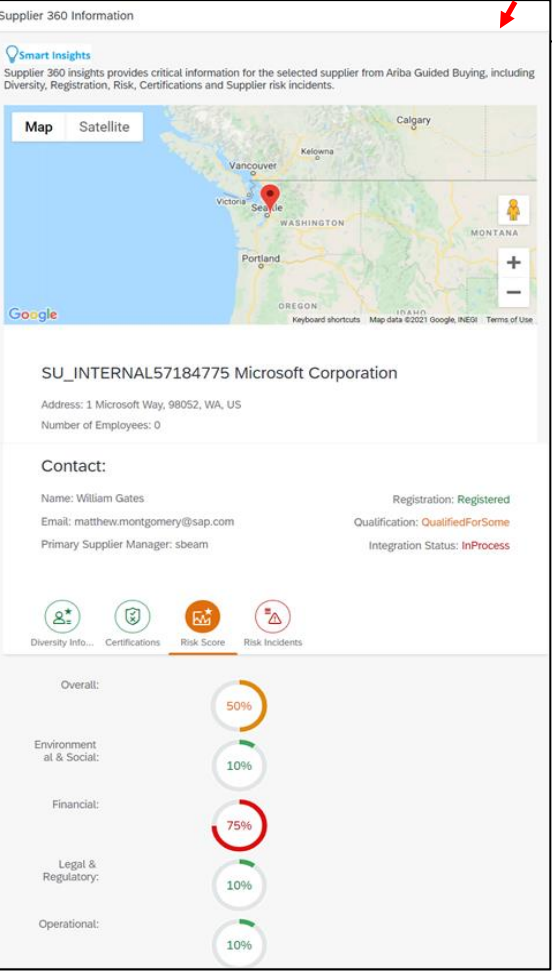 Supplier 360 Information
Smart Insights
Supplier 360 insights provides critical information for the selected supplier from Ariba Guided Buying, including
Diversity, Registration, Risk, Certifications and Supplier risk incidents.
Map Satellite
Calgary
Kelowna
Vancouver
Victoria
WASHINGTON
MONTANA
Portland
OREGON
Google
Keyboard shortcuts Map data ©2021 Google, INEGI Terms of Use
SU_INTERNAL57184775 Microsoft Corporation
Address: 1 Microsoft Way, 98052, WA, US
Number of Employees: 0
Contact:
Name: William Gates
Registration: Registered
Email: matthew.montgomery@sap.com
Qualification: QualifiedForSome
Primary Supplier Manager: sbeam
Integration Status: InProcess
Diversity Info... Certifications Risk Score Risk Incidents
Overall: 50%
Environment
al & Social: 10%
Financial: 75%
Legal &
Regulatory: 10%
Operational: 10%